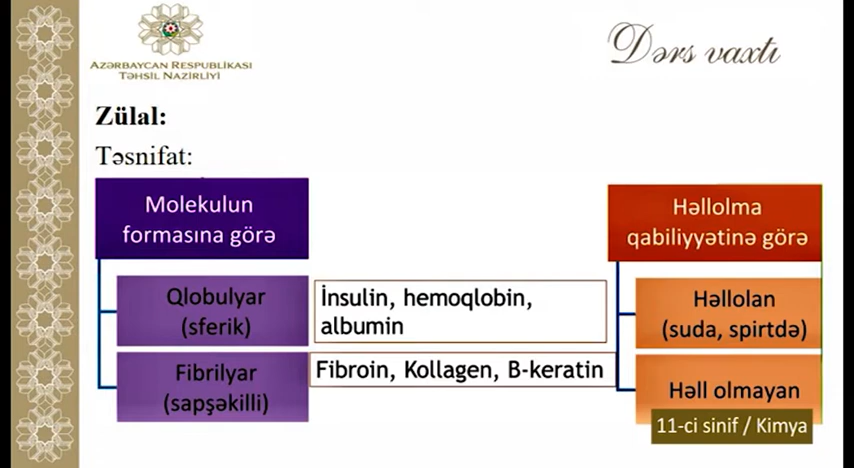 AZƏRBAYCAN RESPUBLİKASI
TƏHSİL NAZİRLİYİ
Dərs vaxtı
Zülal:
Təsnifat:
Molekulun
formasına görə
Qlobulyar
(sferik)
İnsulin, hemoqlobin,
albumin
Fibrilyar
(sapşəkilli)
Fibroin, Kollagen, B-keratin
Həllolma
qabiliyyətinə görə
Həllolan
(suda, spirtdə)
Həll olmayan
11-ci sinif / Kimya